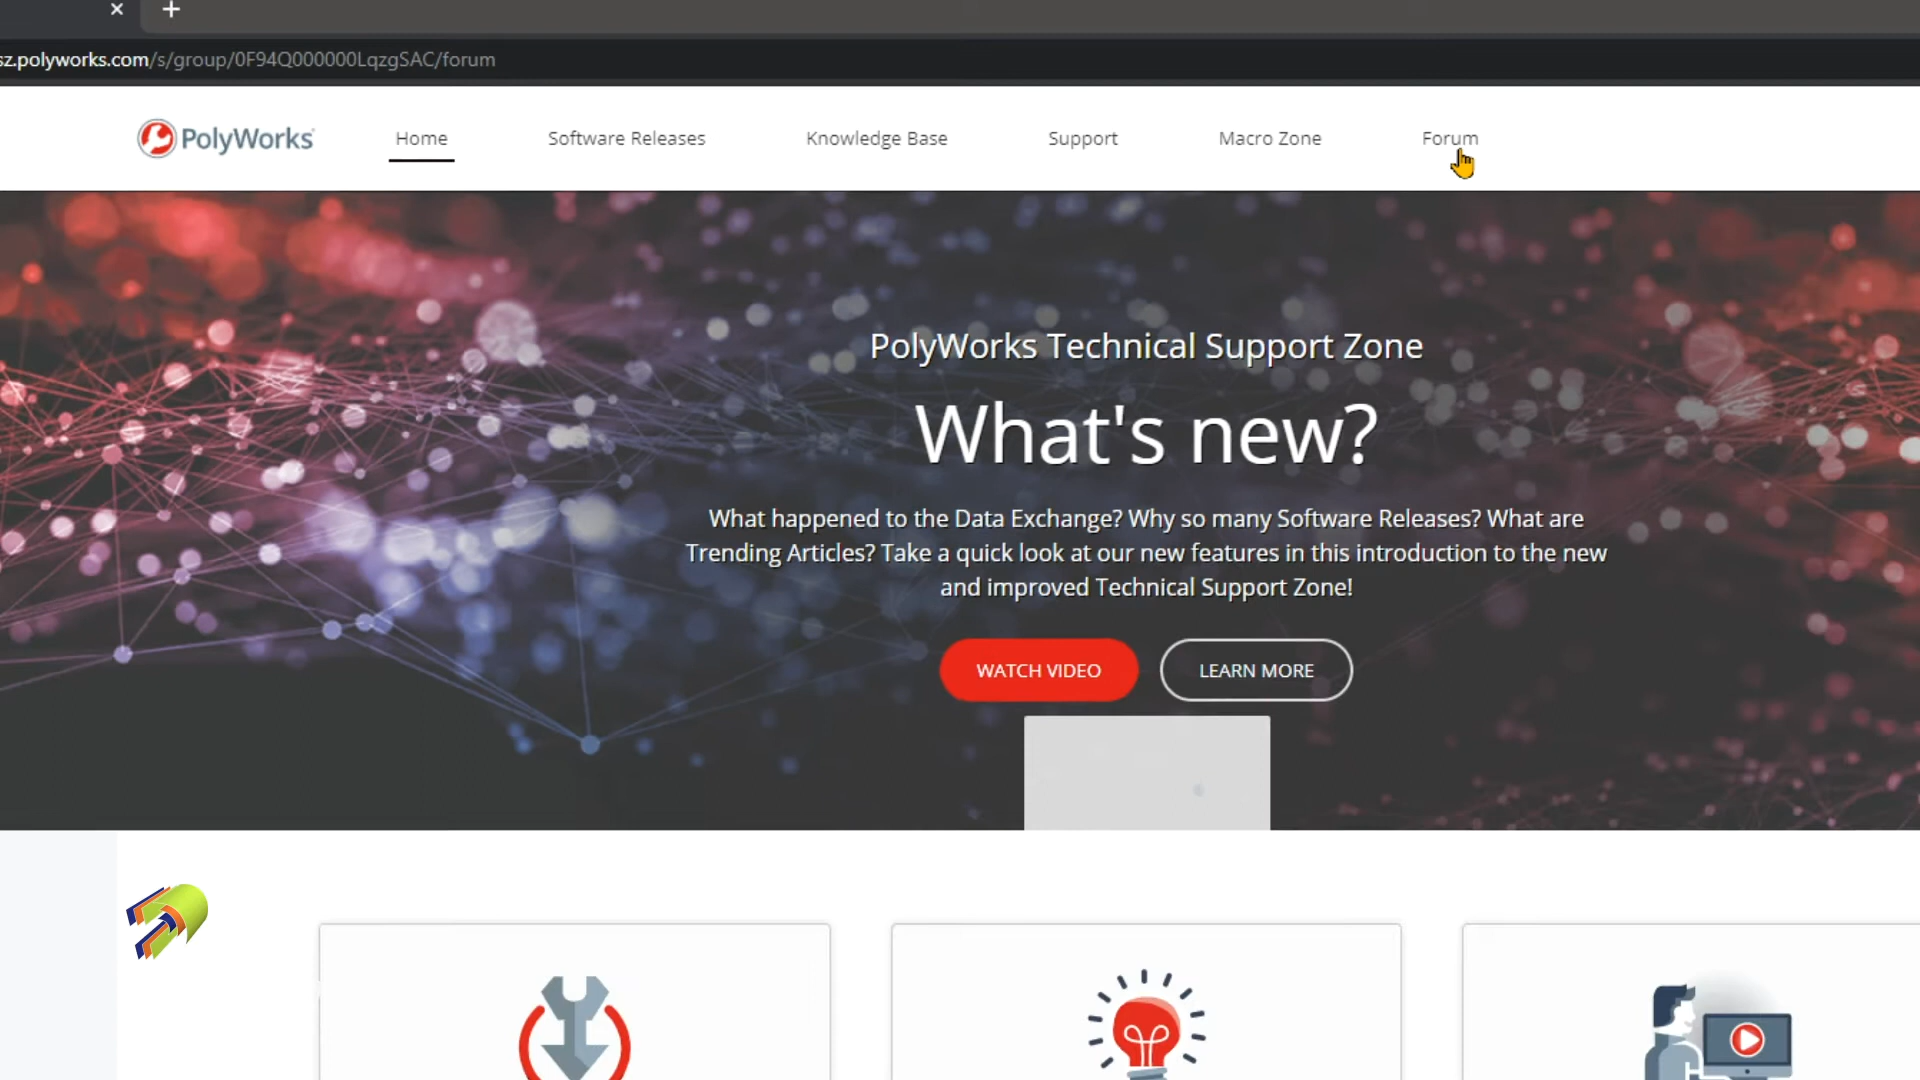 sz.polyworks.com/s/group/0F94Q000000LqzgSAC/forum
PolyWorks
Home
Software Releases
Knowledge Base
Support
Macro Zone
Forum
PolyWorks Technical Support Zone
What's new?
What happened to the Data Exchange? Why so many Software Releases? What are
Trending Articles? Take a quick look at our new features in this introduction to the new
and improved Technical Support Zone!
WATCH VIDEO
LEARN MORE